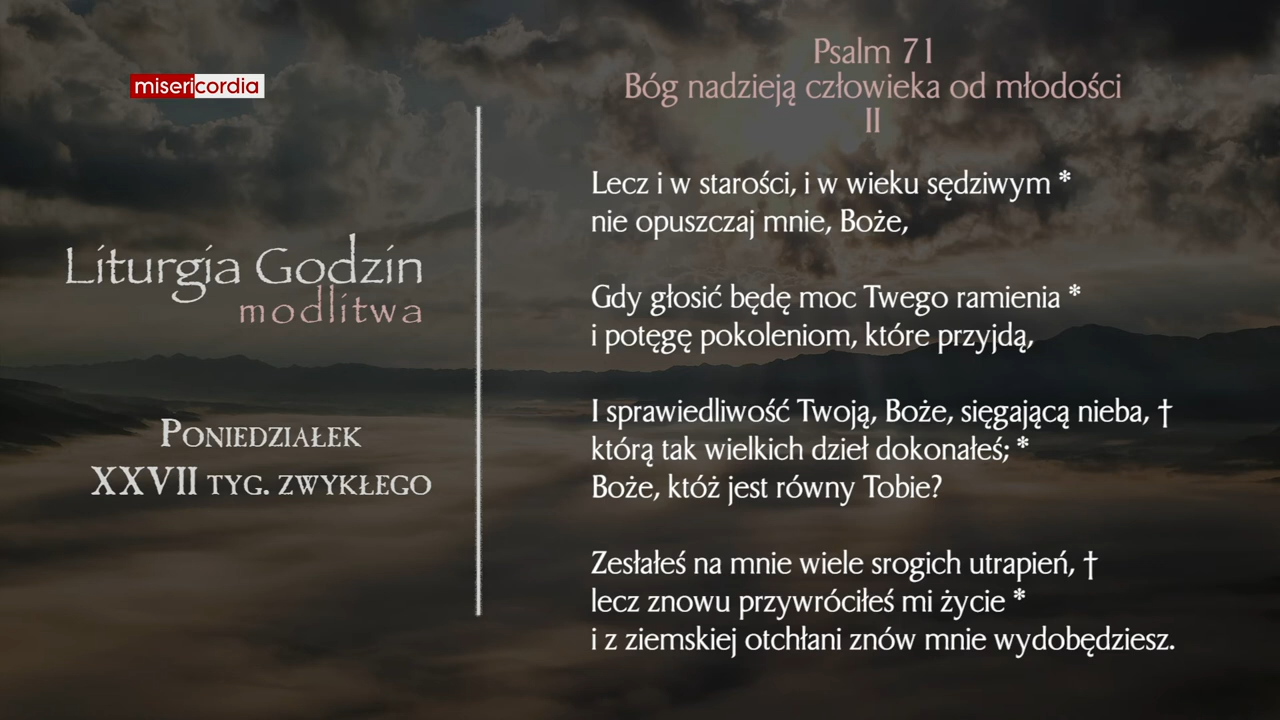 misericordia
Liturgia Godzin
modlitwa
Poniedziałek
XXVII tyg. zwykłego
Psalm 71
Bóg nadzieją człowieka od młodości
II
Lecz i w starości, i w wieku sędziwym *
nie opuszczaj mnie, Boże,
Gdy głosić będę moc Twego ramienia *
i potęgę pokoleniom, które przyjdą,
I sprawiedliwość Twoją, Boże, sięgającą nieba, †
którą tak wielkich dzieł dokonałeś; *
Boże, któż jest równy Tobie?
Zesłałeś na mnie wiele srogich utrapień, †
lecz znowu przywróciłeś mi życie *
i z ziemskiej otchłani znów mnie wydobędziesz.